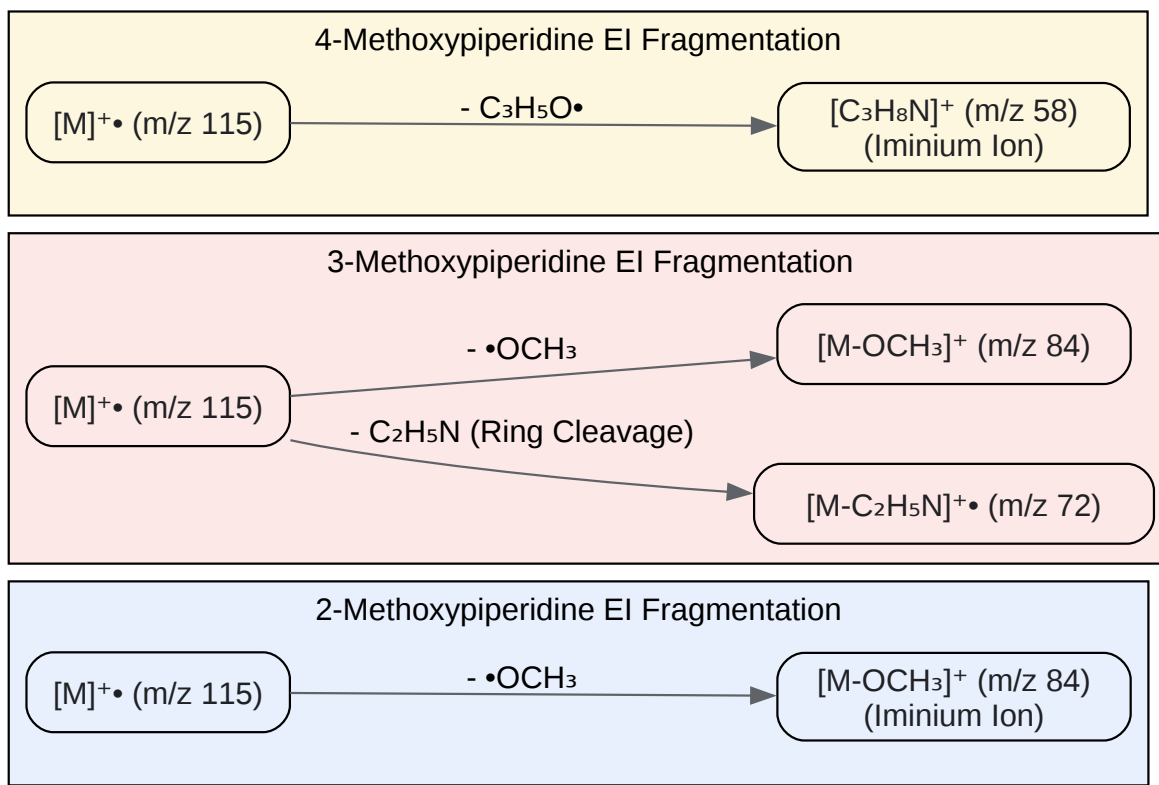 4-Methoxypiperidine EI Fragmentation
[M]⁺• (m/z 115)
- C₃H₅O•
[C₃H₈N]⁺ (m/z 58)
(Iminium Ion)
3-Methoxypiperidine EI Fragmentation
- •OCH₃
[M-OCH₃]⁺ (m/z 84)
[M]⁺• (m/z 115)
- C₂H₅N (Ring Cleavage)
[M-C₂H₅N]⁺• (m/z 72)
2-Methoxypiperidine EI Fragmentation
[M]⁺• (m/z 115)
- •OCH₃
[M-OCH₃]⁺ (m/z 84)
(Iminium Ion)